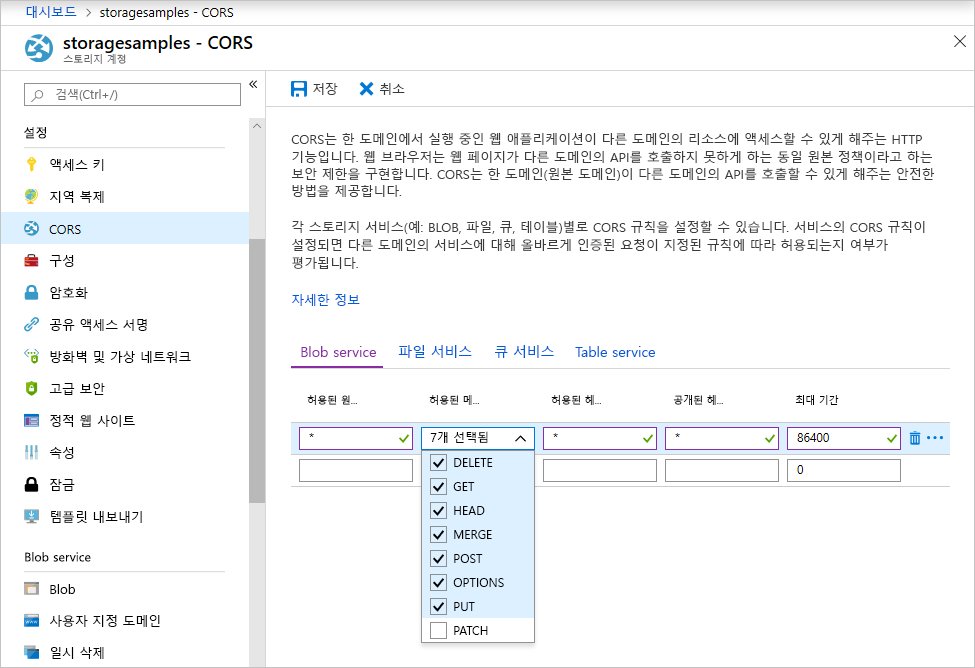 대시보드 > storagesamples - CORS
storagesamples - CORS
스토리지 계정
검색(Ctrl+/)
설정
액세스 키
지역 복제
CORS
구성
암호화
공유 액세스 서명
방화벽 및 가상 네트워크
고급 보안
정적 웹 사이트
속성
잠금
템플릿 내보내기
Blob service
Blob
사용자 지정 도메인
일시 삭제
저장 취소
CORS는 한 도메인에서 실행 중인 웹 애플리케이션이 다른 도메인의 리소스에 액세스할 수 있게 해주는 HTTP
기능입니다. 웹 브라우저는 웹 페이지가 다른 도메인의 API를 호출하지 못하게 하는 동일 원본 정책이라고 하는
보안 제한을 구현합니다. CORS는 한 도메인(원본 도메인)이 다른 도메인의 API를 호출할 수 있게 해주는 안전한
방법을 제공합니다.
각 스토리지 서비스(예: BLOB, 파일, 큐, 테이블)별로 CORS 규칙을 설정할 수 있습니다. 서비스의 CORS 규칙이
설정되면 다른 도메인의 서비스에 대해 올바르게 인증된 요청이 지정된 규칙에 따라 허용되는지 여부가
평가됩니다.
자세한 정보
Blob service 파일 서비스 큐 서비스 Table service
허용된 원... 허용된 메... 허용된 헤... 공개된 헤... 최대 기간
* 7개 선택됨 * * 86400
0
DELETE
GET
HEAD
MERGE
POST
OPTIONS
PUT
PATCH